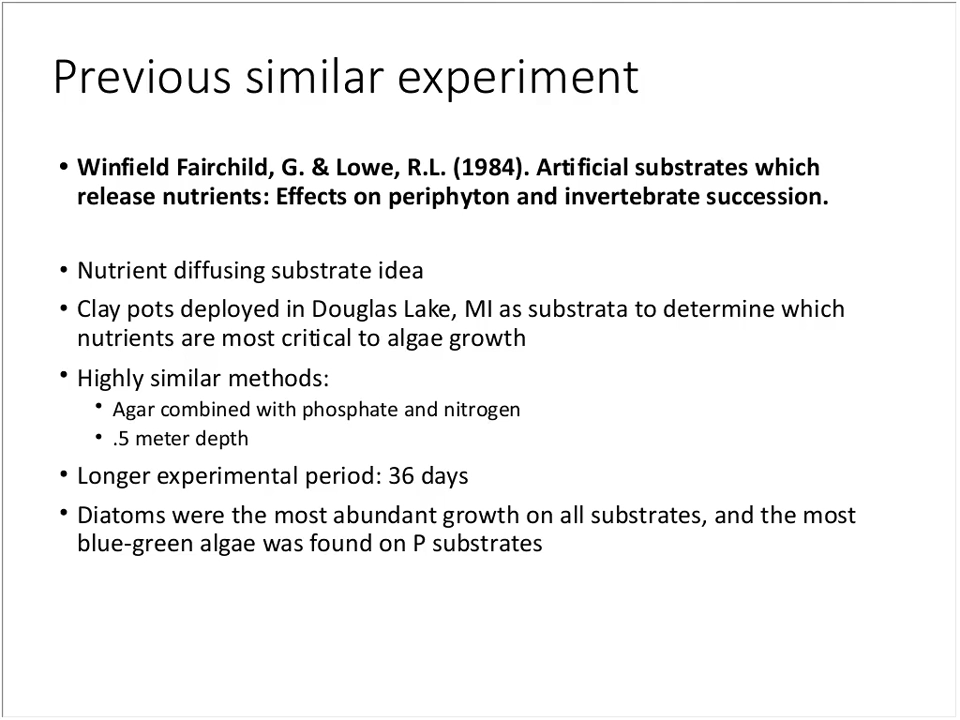 Previous similar experiment
• Winfield Fairchild, G. & Lowe, R.L. (1984). Artificial substrates which
release nutrients: Effects on periphyton and invertebrate succession.
• Nutrient diffusing substrate idea
• Clay pots deployed in Douglas Lake, MI as substrata to determine which
nutrients are most critical to algae growth
• Highly similar methods:
• Agar combined with phosphate and nitrogen
• .5 meter depth
• Longer experimental period: 36 days
• Diatoms were the most abundant growth on all substrates, and the most
blue-green algae was found on P substrates